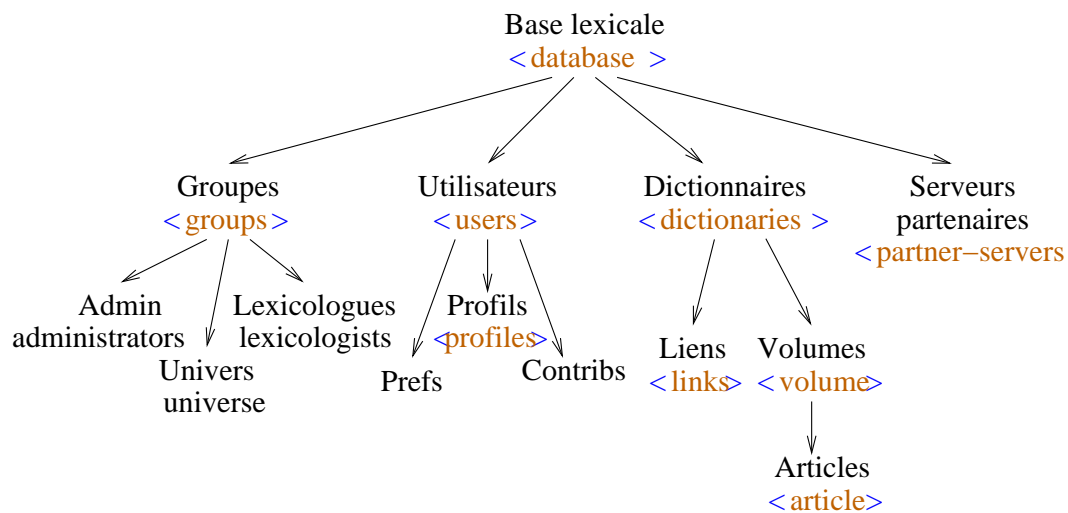 Base lexicale
< database >
Groupes
< groups >
Utilisateurs
< users >
Dictionnaires
< dictionaries >
Serveurs
partenaires
< partner−servers
Admin
administrators
Univers
universe
Lexicologues
lexicologists
Prefs
Profils
<profiles>
Contribs
Liens
< links>
Volumes
< volume>
Articles
< article>